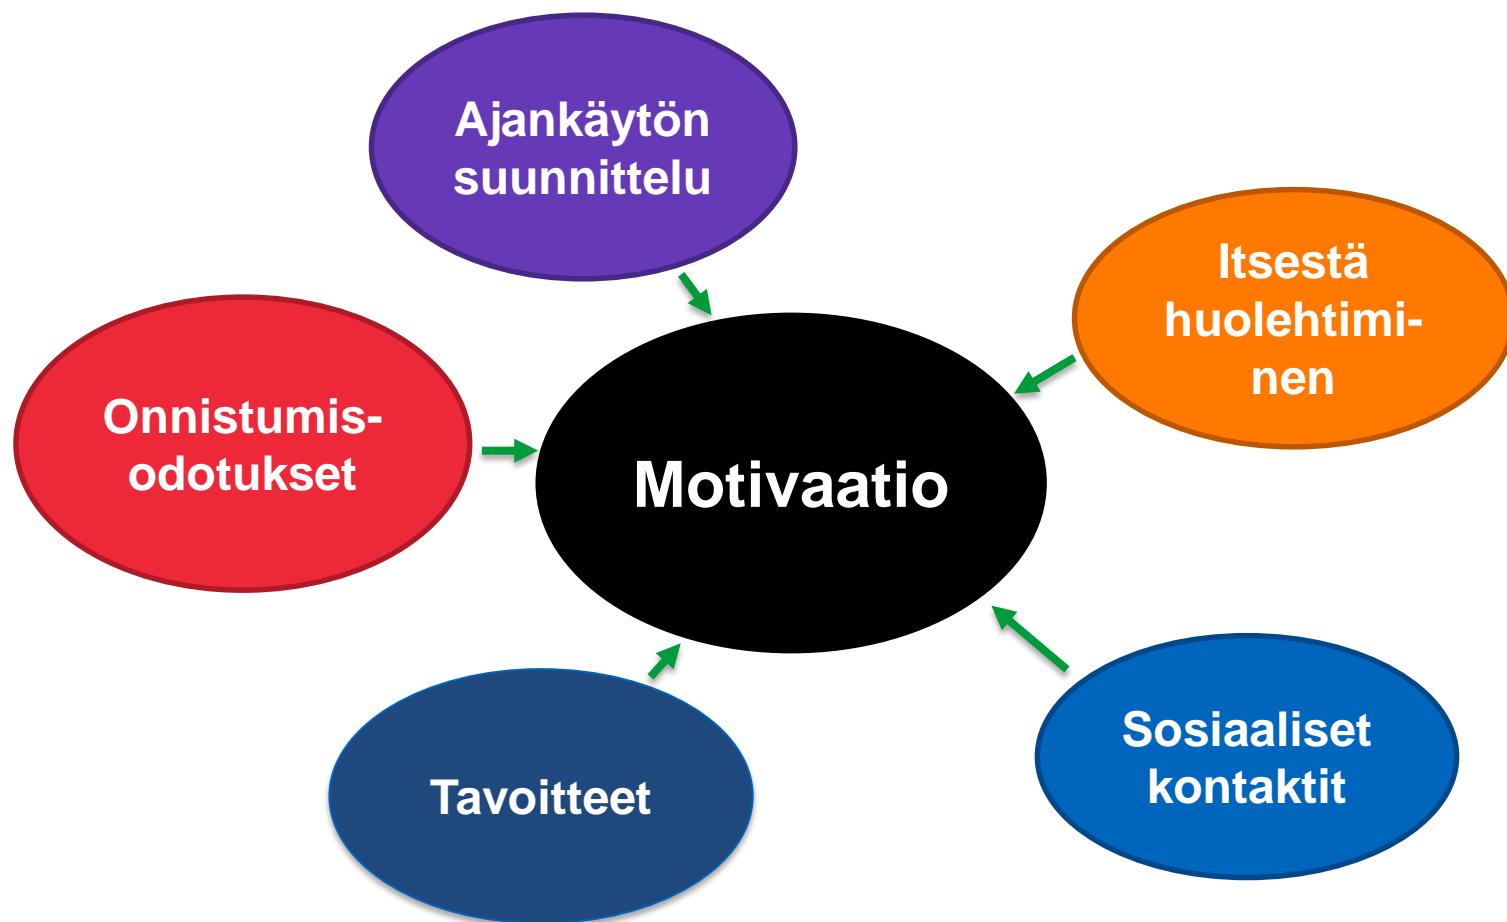 Ajankäytön
suunnittelu
Itsestä
huolehtimi-
nen
Onnistumis-
odotukset
Motivaatio
Sosiaaliset
kontaktit
Tavoitteet